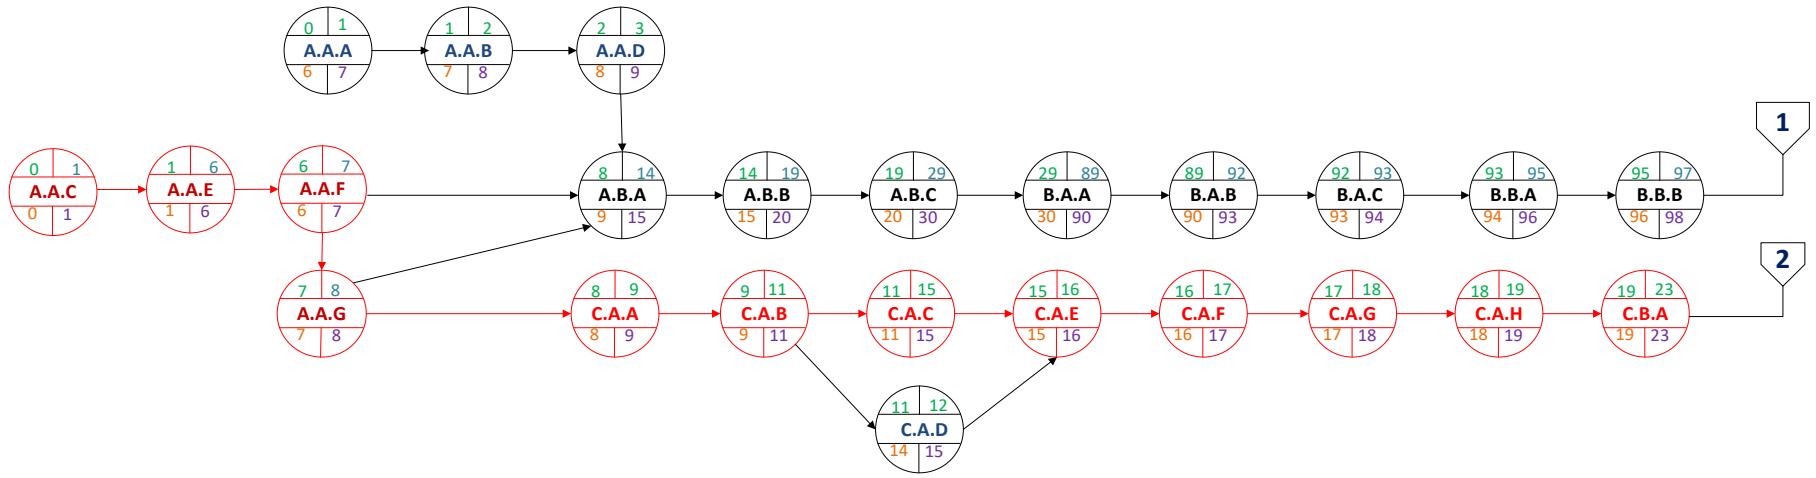 0 1
A.A.A
6 7
1 2
A.A.B
7 8
2 3
A.A.D
8 9
1
0 1
A.A.C
0 1
1 6
A.A.E
1 6
6 7
A.A.F
6 7
8 14
A.B.A
9 15
14 19
A.B.B
15 20
19 29
A.B.C
20 30
29 89
B.A.A
30 90
89 92
B.A.B
90 93
92 93
B.A.C
93 94
93 95
B.B.A
94 96
95 97
B.B.B
96 98
2
7 8
A.A.G
7 8
8 9
C.A.A
8 9
9 11
C.A.B
9 11
11 15
C.A.C
11 15
15 16
C.A.E
15 16
16 17
C.A.F
16 17
17 18
C.A.G
17 18
18 19
C.A.H
18 19
19 23
C.B.A
19 23
11 12
C.A.D
14 15